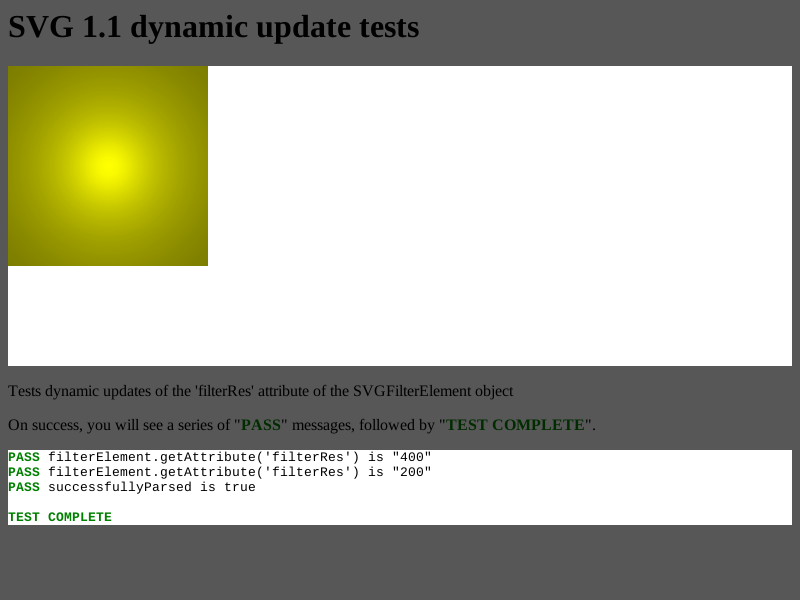 SVG 1.1 dynamic update tests
Tests dynamic updates of the 'filterRes' attribute of the SVGFilterElement object
On success, you will see a series of "PASS" messages, followed by "TEST COMPLETE".
PASS filterElement.getAttribute('filterRes') is "400"
PASS filterElement.getAttribute('filterRes') is "200"
PASS successfullyParsed is true
TEST COMPLETE